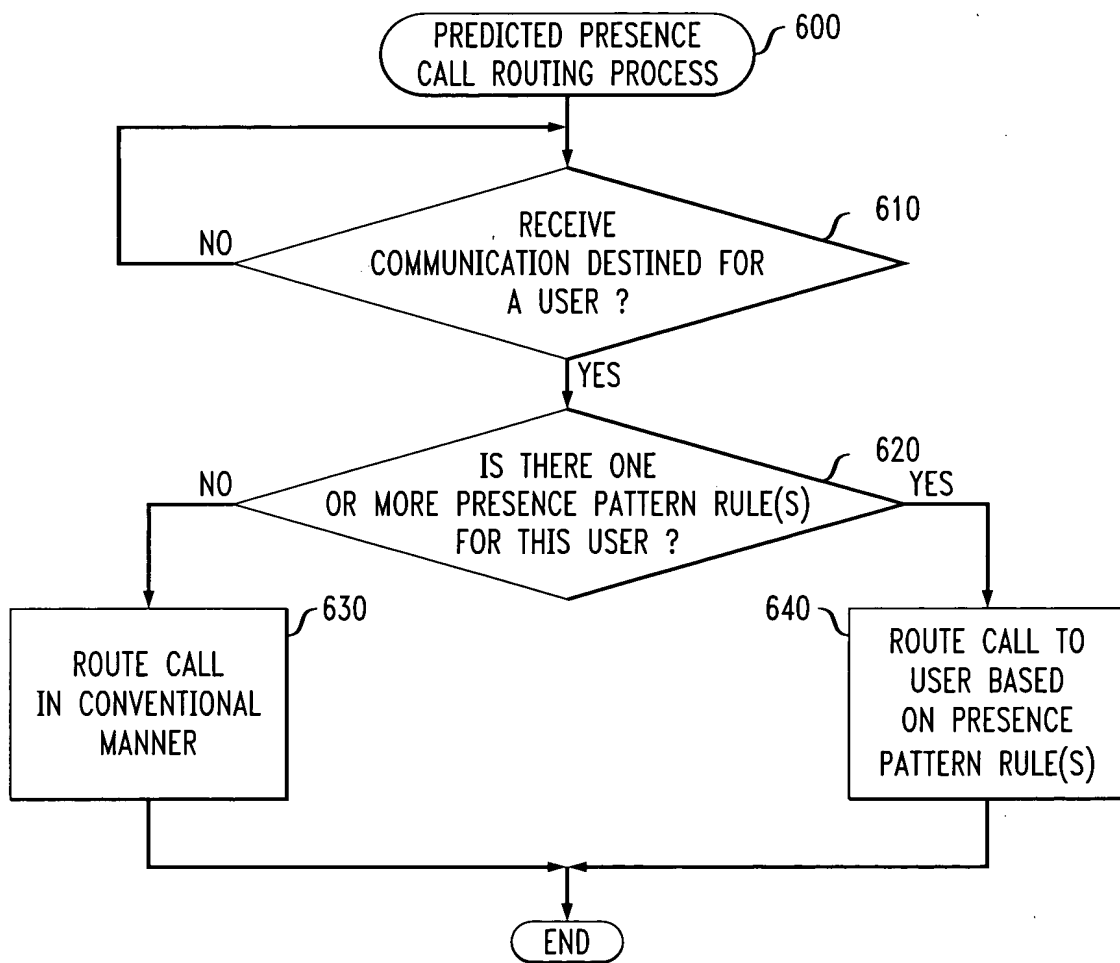 PREDICTED PRESENCE
CALL ROUTING PROCESS
600
RECEIVE
COMMUNICATION DESTINED FOR
A USER ?
610
NO
YES
IS THERE ONE
OR MORE PRESENCE PATTERN RULE(S)
FOR THIS USER ?
620
NO
YES
630
ROUTE CALL
IN CONVENTIONAL
MANNER
640
ROUTE CALL TO
USER BASED
ON PRESENCE
PATTERN RULE(S)
END